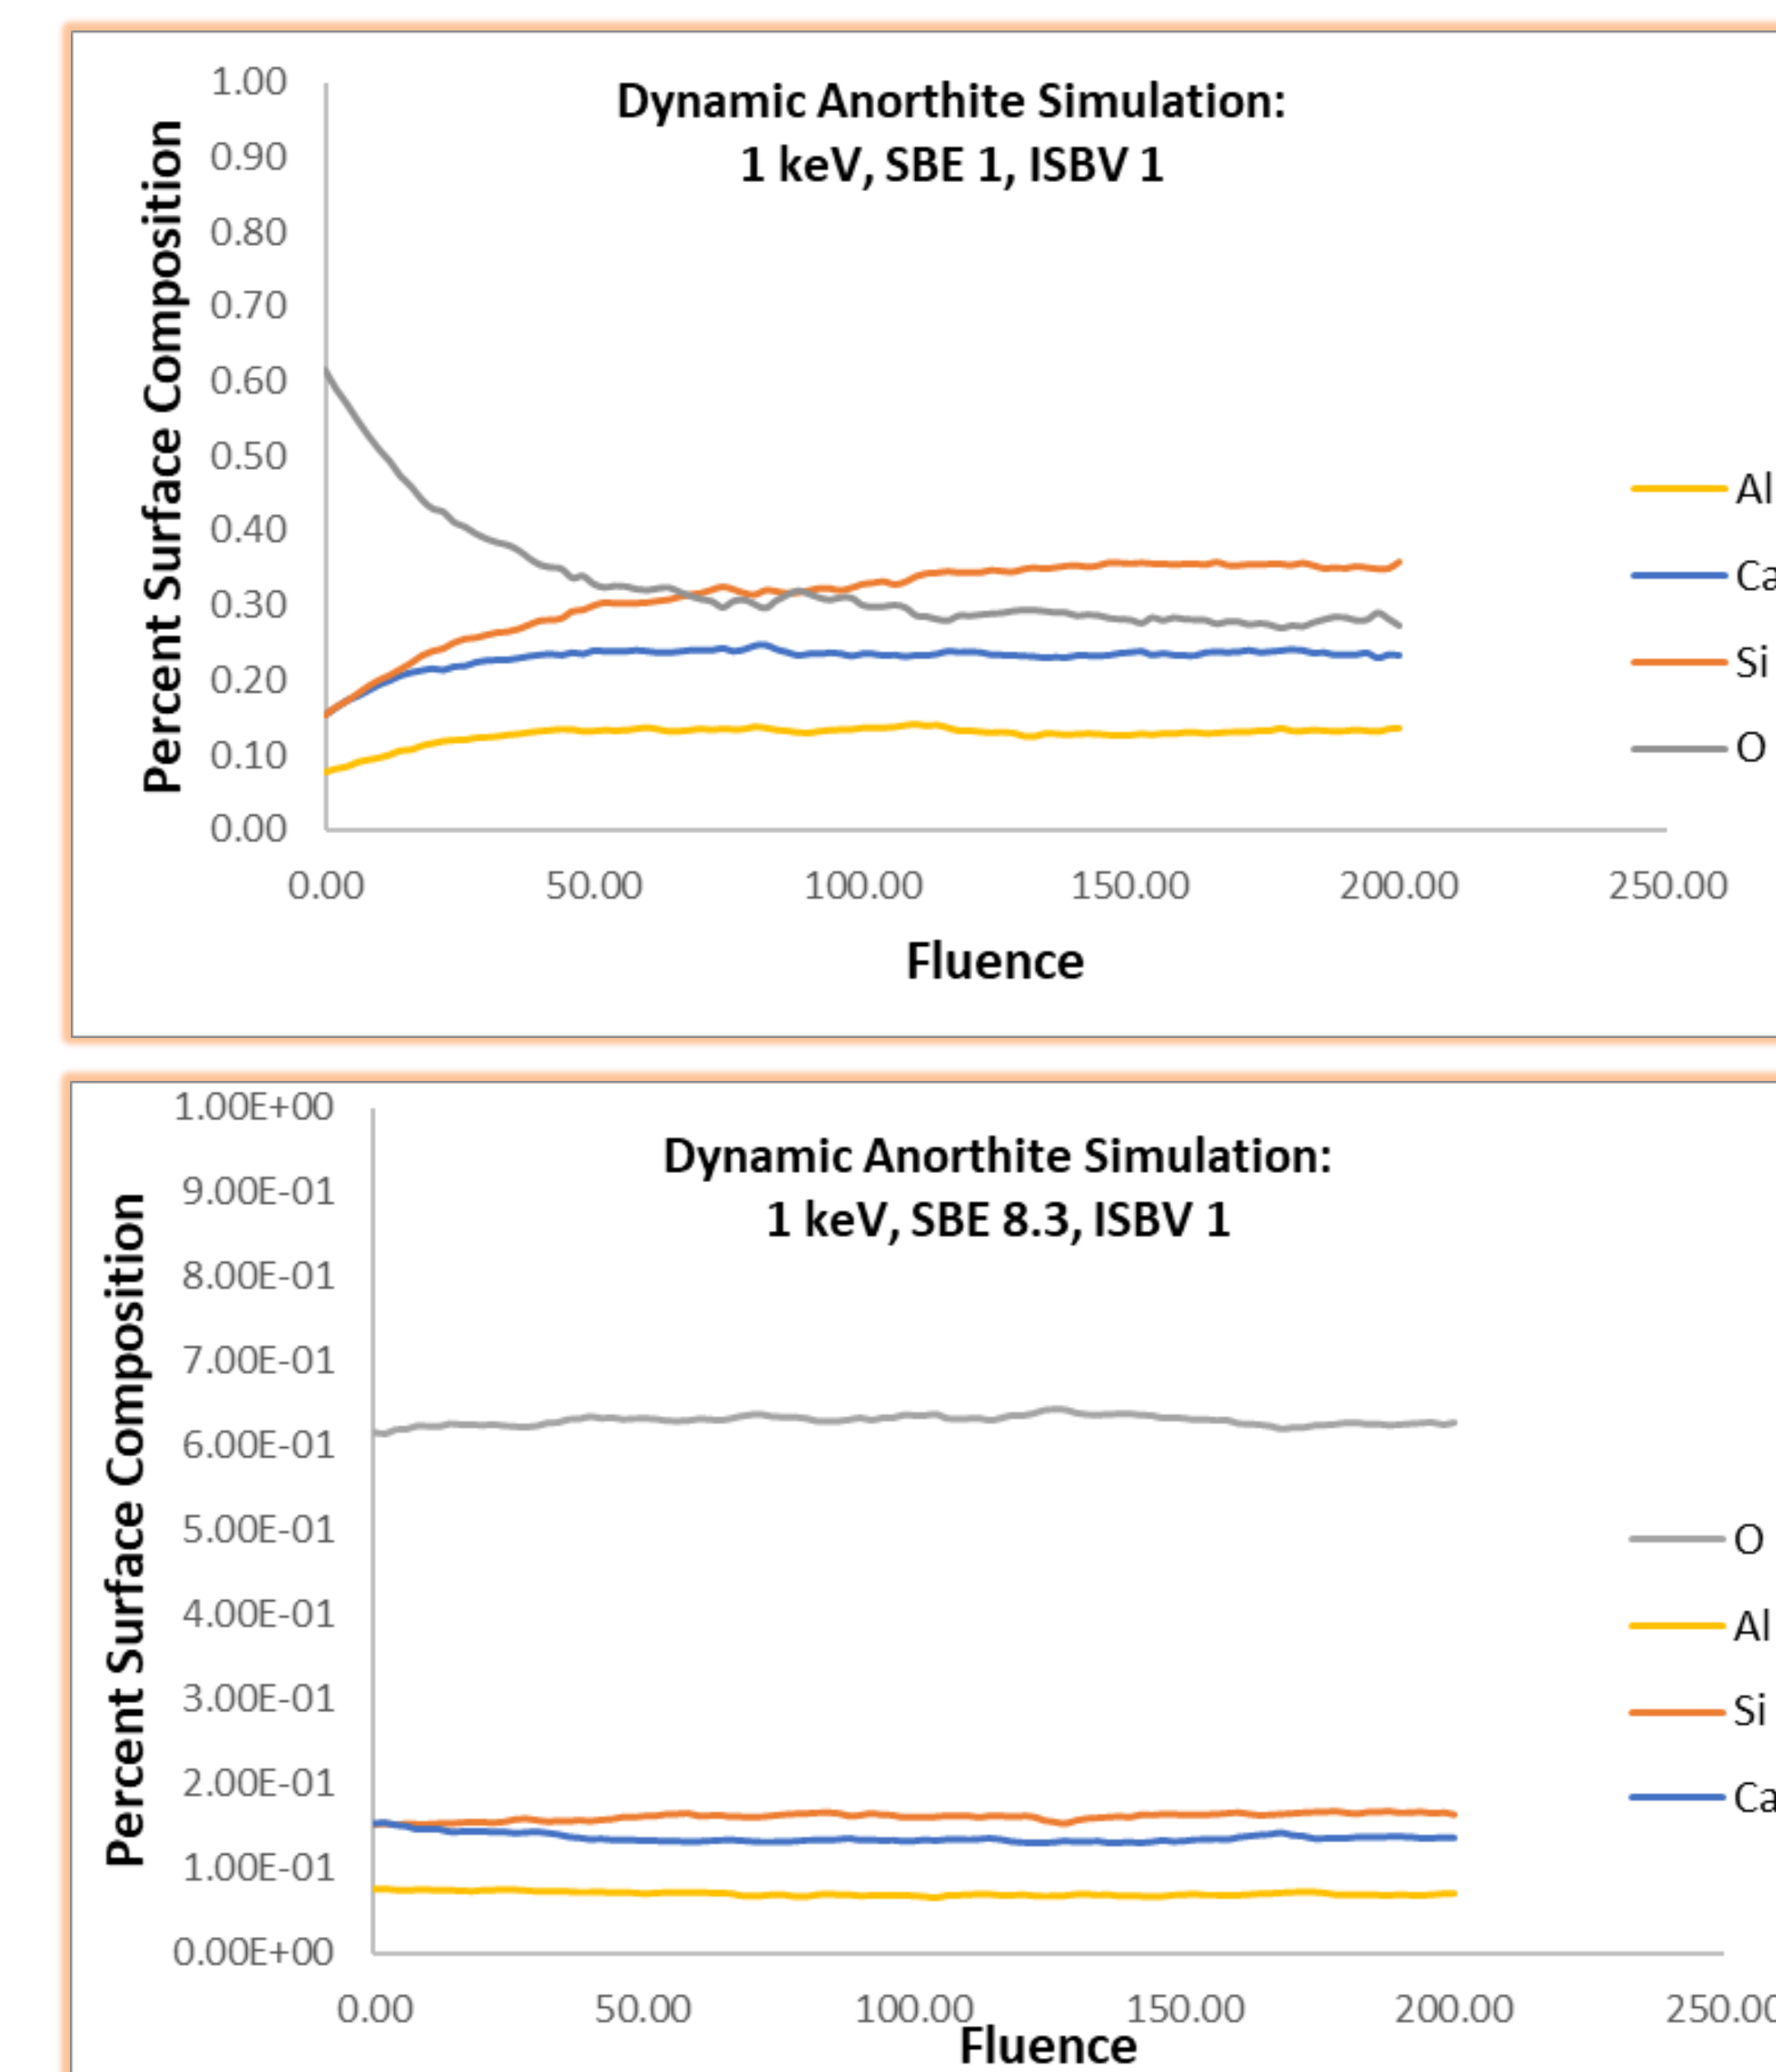 Dynamic Anorthite Simulation:
1 keV, SBE 1, ISBV 1
Percent Surface Composition
1.00
0.90
0.80
0.70
0.60
0.50
0.40
0.30
0.20
0.10
0.00
0.00 50.00 100.00 150.00 200.00 250.00
Fluence
Al
Ca
Si
O
Dynamic Anorthite Simulation:
1 keV, SBE 8.3, ISBV 1
Percent Surface Composition
1.00E+00
9.00E-01
8.00E-01
7.00E-01
6.00E-01
5.00E-01
4.00E-01
3.00E-01
2.00E-01
1.00E-01
0.00E+00
0.00 50.00 100.00 150.00 200.00 250.00
Fluence
O
Al
Si
Ca